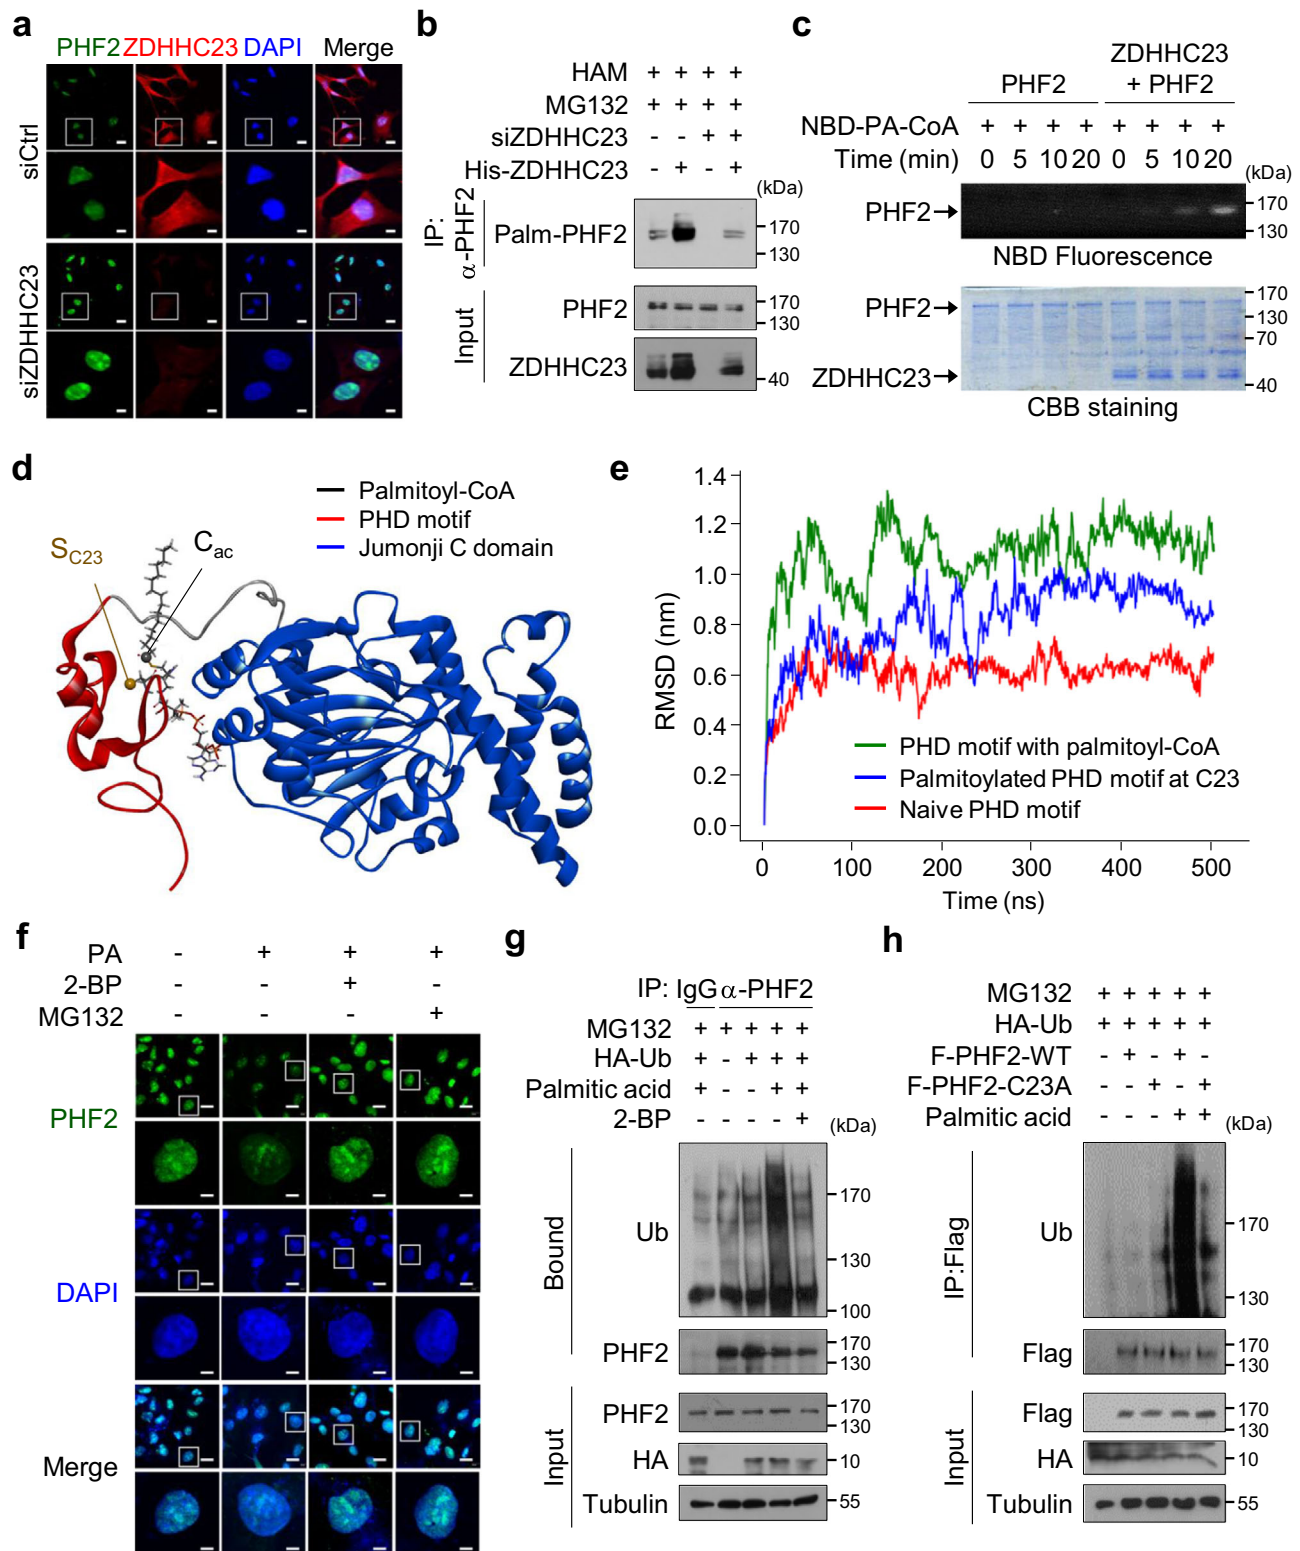 a
PHF2 ZDHHC23 DAPI Merge
siCtrl
siZDHHC23
b
HAM + + + +
MG132 + + + +
siZDHHC23 - - + +
His-ZDHHC23 - + - +
(kDa)
IP: α-PHF2
Palm-PHF2
170
130
Input
PHF2
170
130
ZDHHC23
40
c
ZDHHC23
PHF2 + PHF2
NBD-PA-CoA + + + + + + + +
Time (min) 0 5 10 20 0 5 10 20
(kDa)
PHF2
170
130
NBD Fluorescence
PHF2
170
130
70
ZDHHC23
40
CBB staining
d
Palmitoyl-CoA
PHD motif
Jumonji C domain
SC23
Cac
e
1.4
1.2
1.0
0.8
0.6
0.4
0.2
0.0
RMSD (nm)
PHD motif with palmitoyl-CoA
Palmitoylated PHD motif at C23
Naive PHD motif
0 100 200 300 400 500
Time (ns)
f
PA - + + +
2-BP - - + -
MG132 - - - +
PHF2
DAPI
Merge
g
IP: IgG α-PHF2
MG132 + + + + +
HA-Ub + - + + +
Palmitic acid + - - + +
2-BP - - - - +
(kDa)
Bound
Ub
170
130
100
PHF2
170
130
Input
PHF2
170
130
HA
10
Tubulin
55
h
MG132 + + + + +
HA-Ub + + + + +
F-PHF2-WT - + - + -
F-PHF2-C23A - - + - +
Palmitic acid - - - + +
(kDa)
IP:Flag
Ub
170
130
Flag
170
130
Input
Flag
170
130
HA
10
Tubulin
55